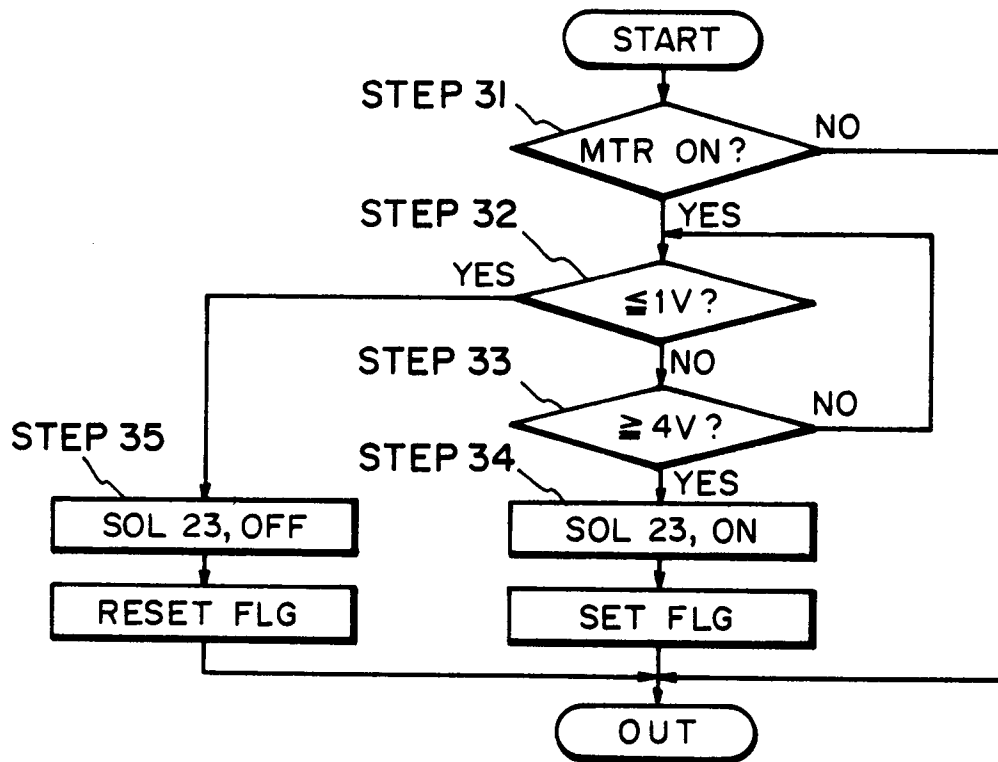 START
STEP 31
MTR ON?
NO
YES
STEP 32
YES
≦1V?
NO
STEP 33
≧4V?
NO
STEP 35
STEP 34
YES
SOL 23, OFF
SOL 23, ON
RESET FLG
SET FLG
OUT